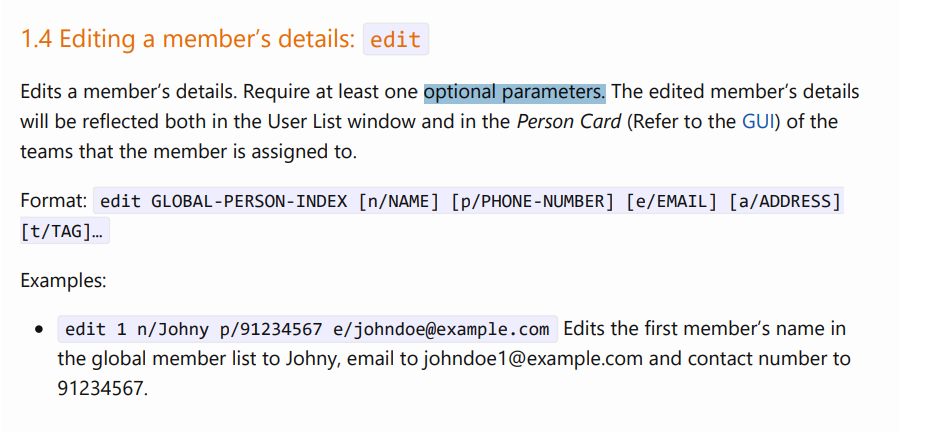 1.4 Editing a member’s details: edit
Edits a member’s details. Require at least one optional parameters. The edited member’s details
will be reflected both in the User List window and in the Person Card (Refer to the GUI) of the
teams that the member is assigned to.
Format: edit GLOBAL-PERSON-INDEX [n/NAME] [p/PHONE-NUMBER] [e/EMAIL] [a/ADDRESS]
[t/TAG]…
Examples:
• edit 1 n/Johny p/91234567 e/johndoe@example.com Edits the first member’s name in
the global member list to Johny, email to johndoe1@example.com and contact number to
91234567.